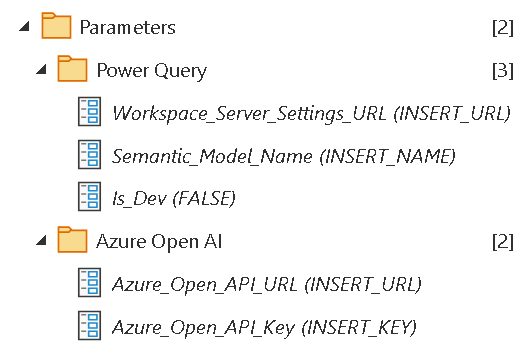 Parameters [2]
Power Query [3]
Workspace_Server_Settings_URL (INSERT_URL)
Semantic_Model_Name (INSERT_NAME)
Is_Dev (FALSE)
Azure Open AI [2]
Azure_Open_API_URL (INSERT_URL)
Azure_Open_API_Key (INSERT_KEY)